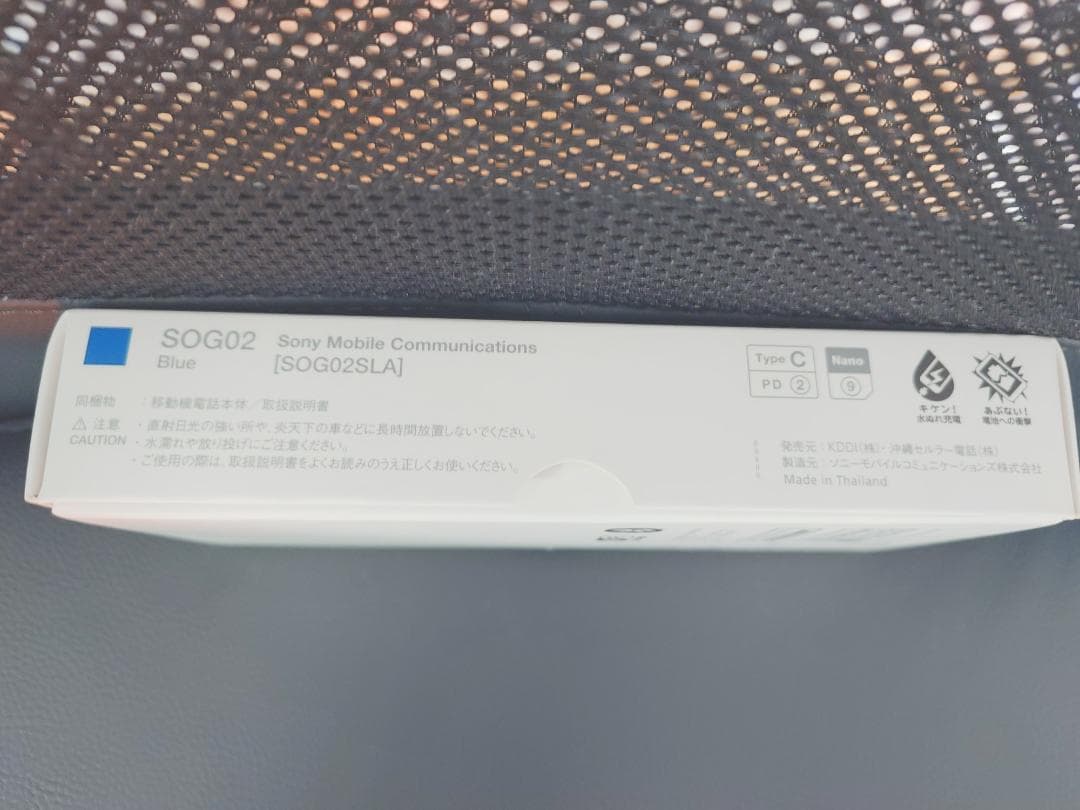 SOG02 Sony Mobile Communications
Blue [SOG02SLA]
同梱物 :移動機電話本体/取扱説明書
注意 ・直射日光の強い所や、炎天下の車などに長時間放置しないでください。
CAUTION ・水濡れや放り投げにご注意ください。
・ご使用の際は、取扱説明書をよくお読みのうえ正しくお使いください。
Type C
PD 2
Nano
9
キケン!
水ぬれ充電
あぶない!
電池への衝撃
発売元:KDDI(株)・沖縄セルラー電話(株)
製造元:ソニーモバイルコミュニケーションズ株式会社
Made in Thailand